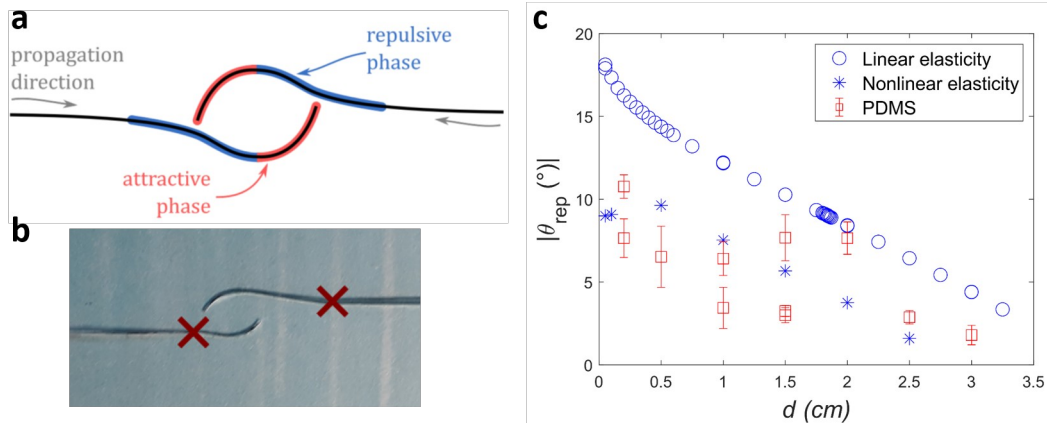 a
propagation
direction
repulsive
phase
attractive
phase
b
c
20
15
10
5
0
|θrep (°)|
0
0.5
1
1.5
2
2.5
3
3.5
d (cm)
Linear elasticity
Nonlinear elasticity
PDMS